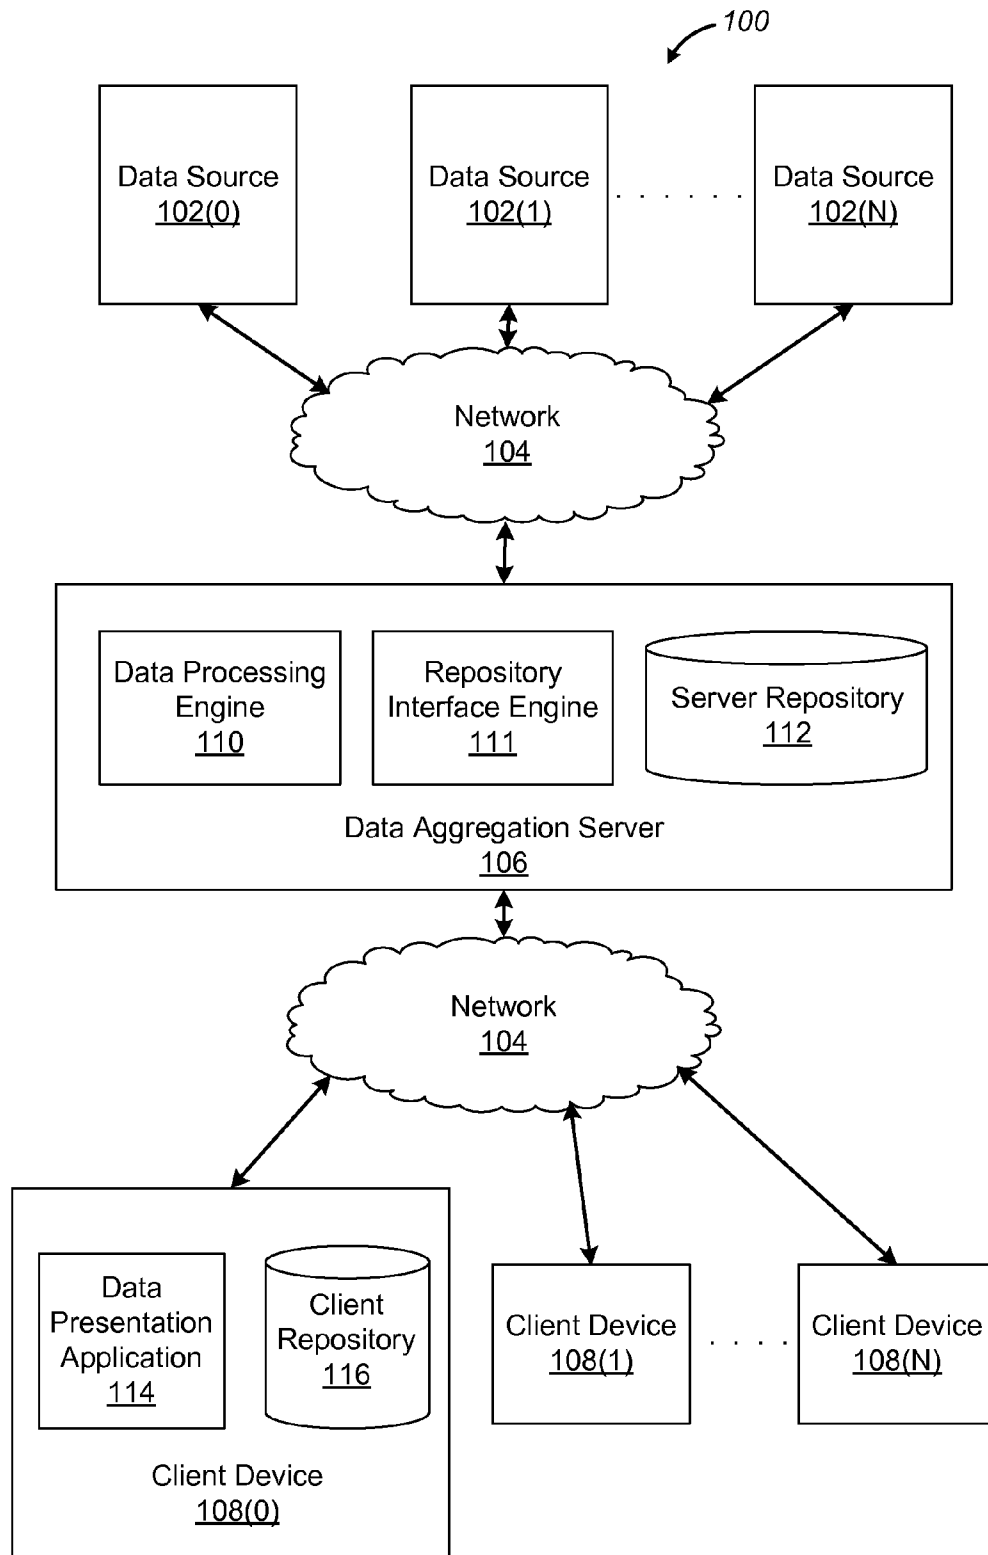 100
Data Source
102(0)
Data Source
102(1)
. . . . . .
Data Source
102(N)
Network
104
Data Processing
Engine
110
Repository
Interface Engine
111
Server Repository
112
Data Aggregation Server
106
Network
104
Data
Presentation
Application
114
Client
Repository
116
Client Device
108(0)
Client Device
108(1)
. . . . .
Client Device
108(N)